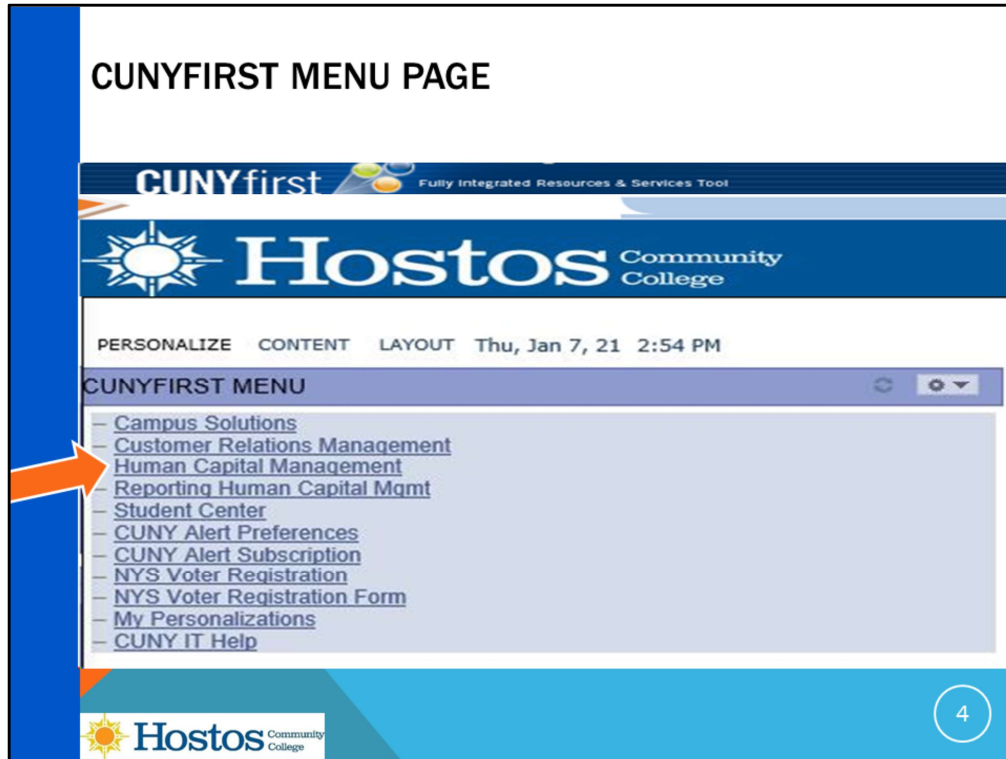 CUNYFIRST MENU PAGE
CUNYfirst Fully Integrated Resources & Services Tool
Hostos Community College
PERSONALIZE CONTENT LAYOUT Thu, Jan 7, 21 2:54 PM
CUNYFIRST MENU
– Campus Solutions
– Customer Relations Management
– Human Capital Management
– Reporting Human Capital Mgmt
– Student Center
– CUNY Alert Preferences
– CUNY Alert Subscription
– NYS Voter Registration
– NYS Voter Registration Form
– My Personalizations
– CUNY IT Help
4
Hostos Community College